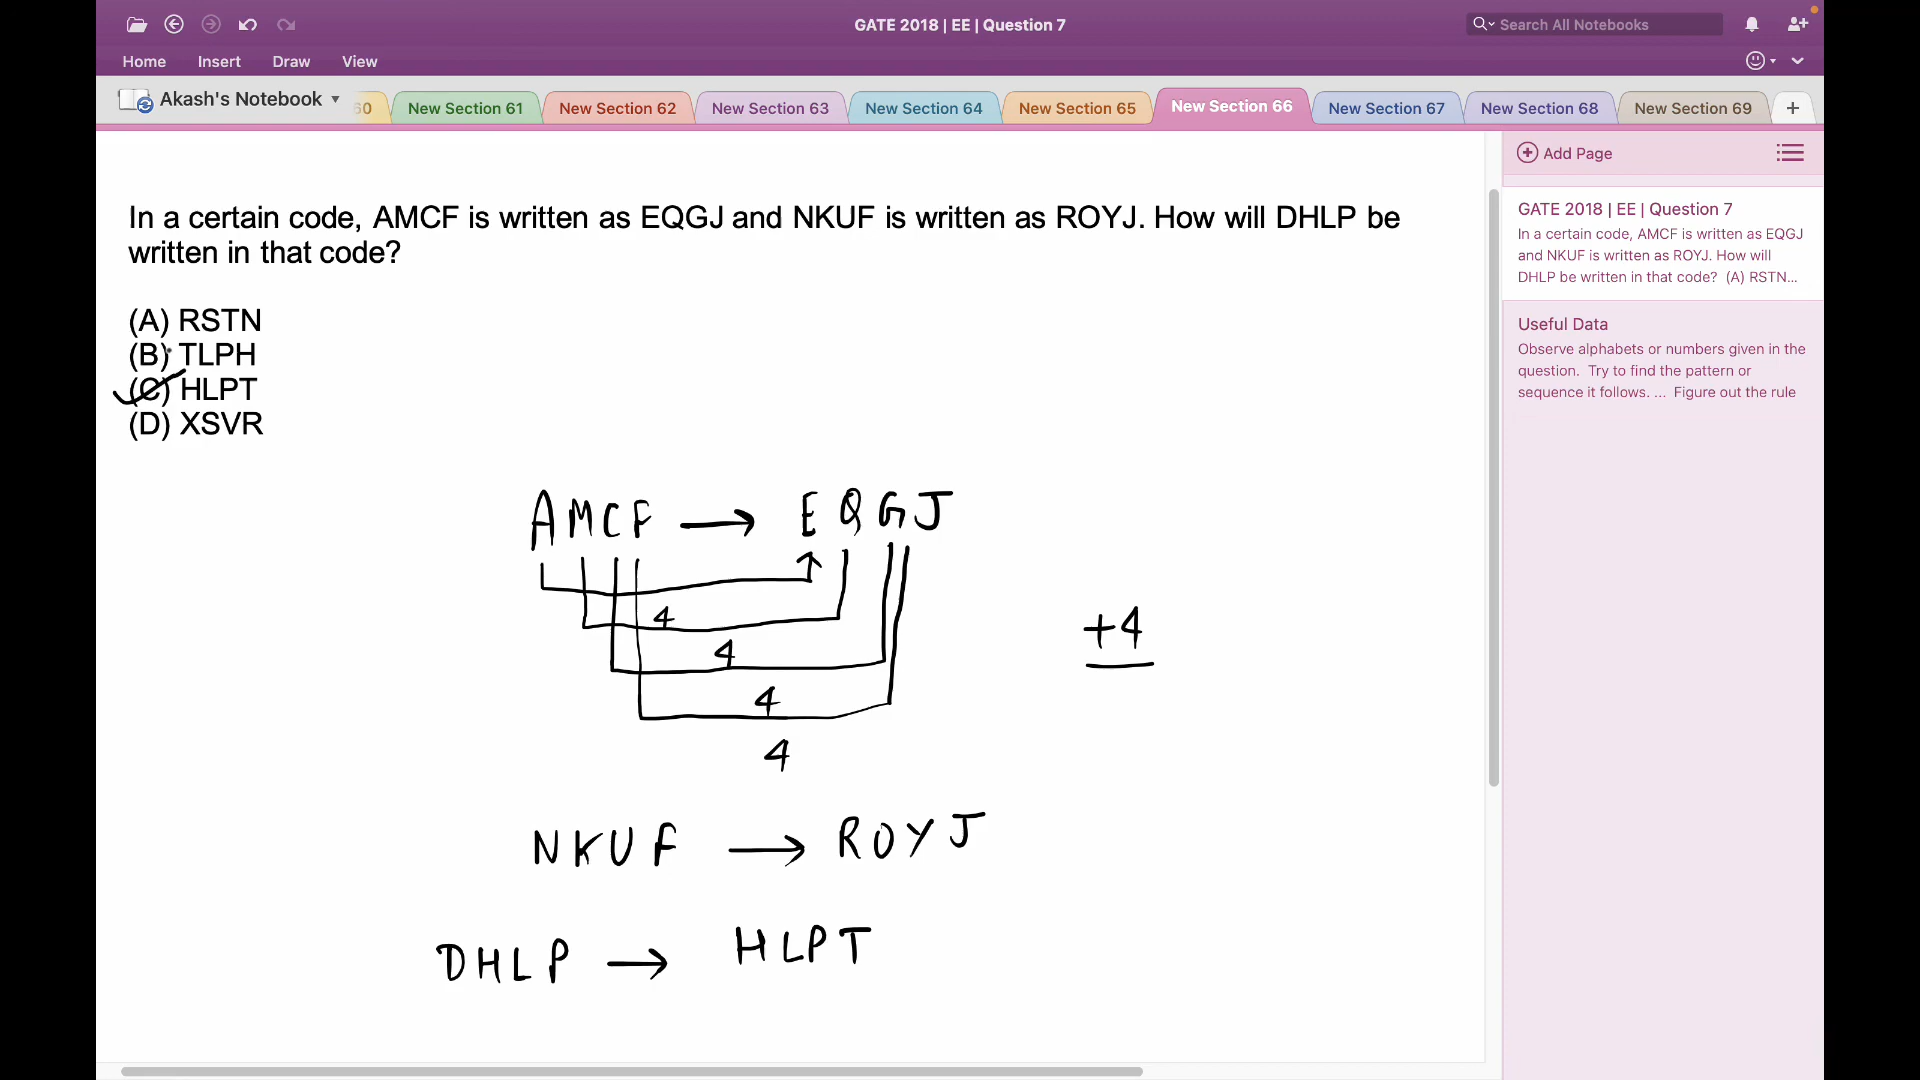 GATE 2018 | EE | Question 7
Search All Notebooks
Home Insert Draw View
Akash's Notebook
60 New Section 61 New Section 62 New Section 63 New Section 64 New Section 65 New Section 66 New Section 67 New Section 68 New Section 69 +
In a certain code, AMCF is written as EQGJ and NKUF is written as ROYJ. How will DHLP be
written in that code?
(A) RSTN
(B) TLPH
(C) HLPT
(D) XSVR
AMCF → EQGJ
4
4
4
4
+4
NKUF → ROYJ
DHLP → HLPT
Add Page
GATE 2018 | EE | Question 7
In a certain code, AMCF is written as EQGJ
and NKUF is written as ROYJ. How will
DHLP be written in that code? (A) RSTN...
Useful Data
Observe alphabets or numbers given in the
question. Try to find the pattern or
sequence it follows. ... Figure out the rule